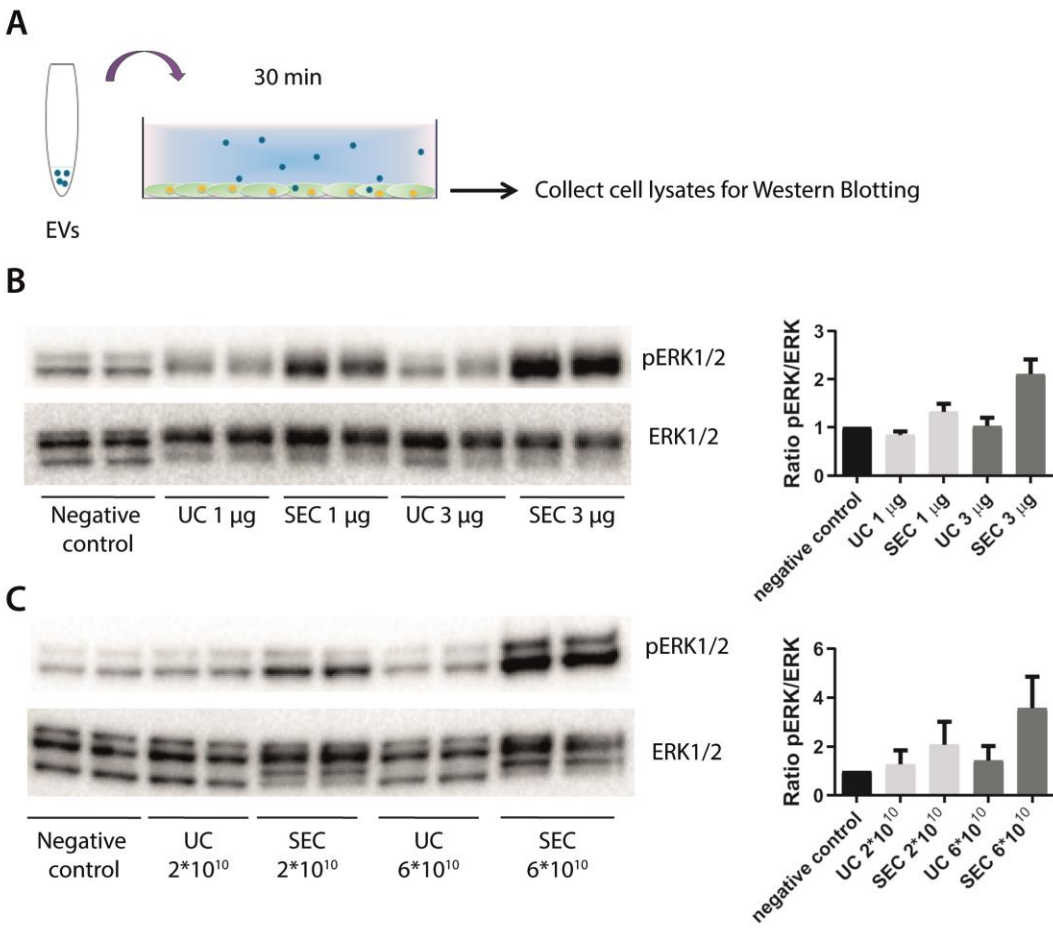 A
30 min
EVs
Collect cell lysates for Western Blotting
B
pERK1/2
ERK1/2
Negative
control
UC 1 µg
SEC 1 µg
UC 3 µg
SEC 3 µg
Ratio pERK/ERK
3
2
1
0
negative control
UC 1 µg
SEC 1 µg
UC 3 µg
SEC 3 µg
C
pERK1/2
ERK1/2
Negative
control
UC
2*10¹⁰
SEC
2*10¹⁰
UC
6*10¹⁰
SEC
6*10¹⁰
Ratio pERK/ERK
6
4
2
0
negative control
UC 2*10¹⁰
SEC 2*10¹⁰
UC 6*10¹⁰
SEC 6*10¹⁰